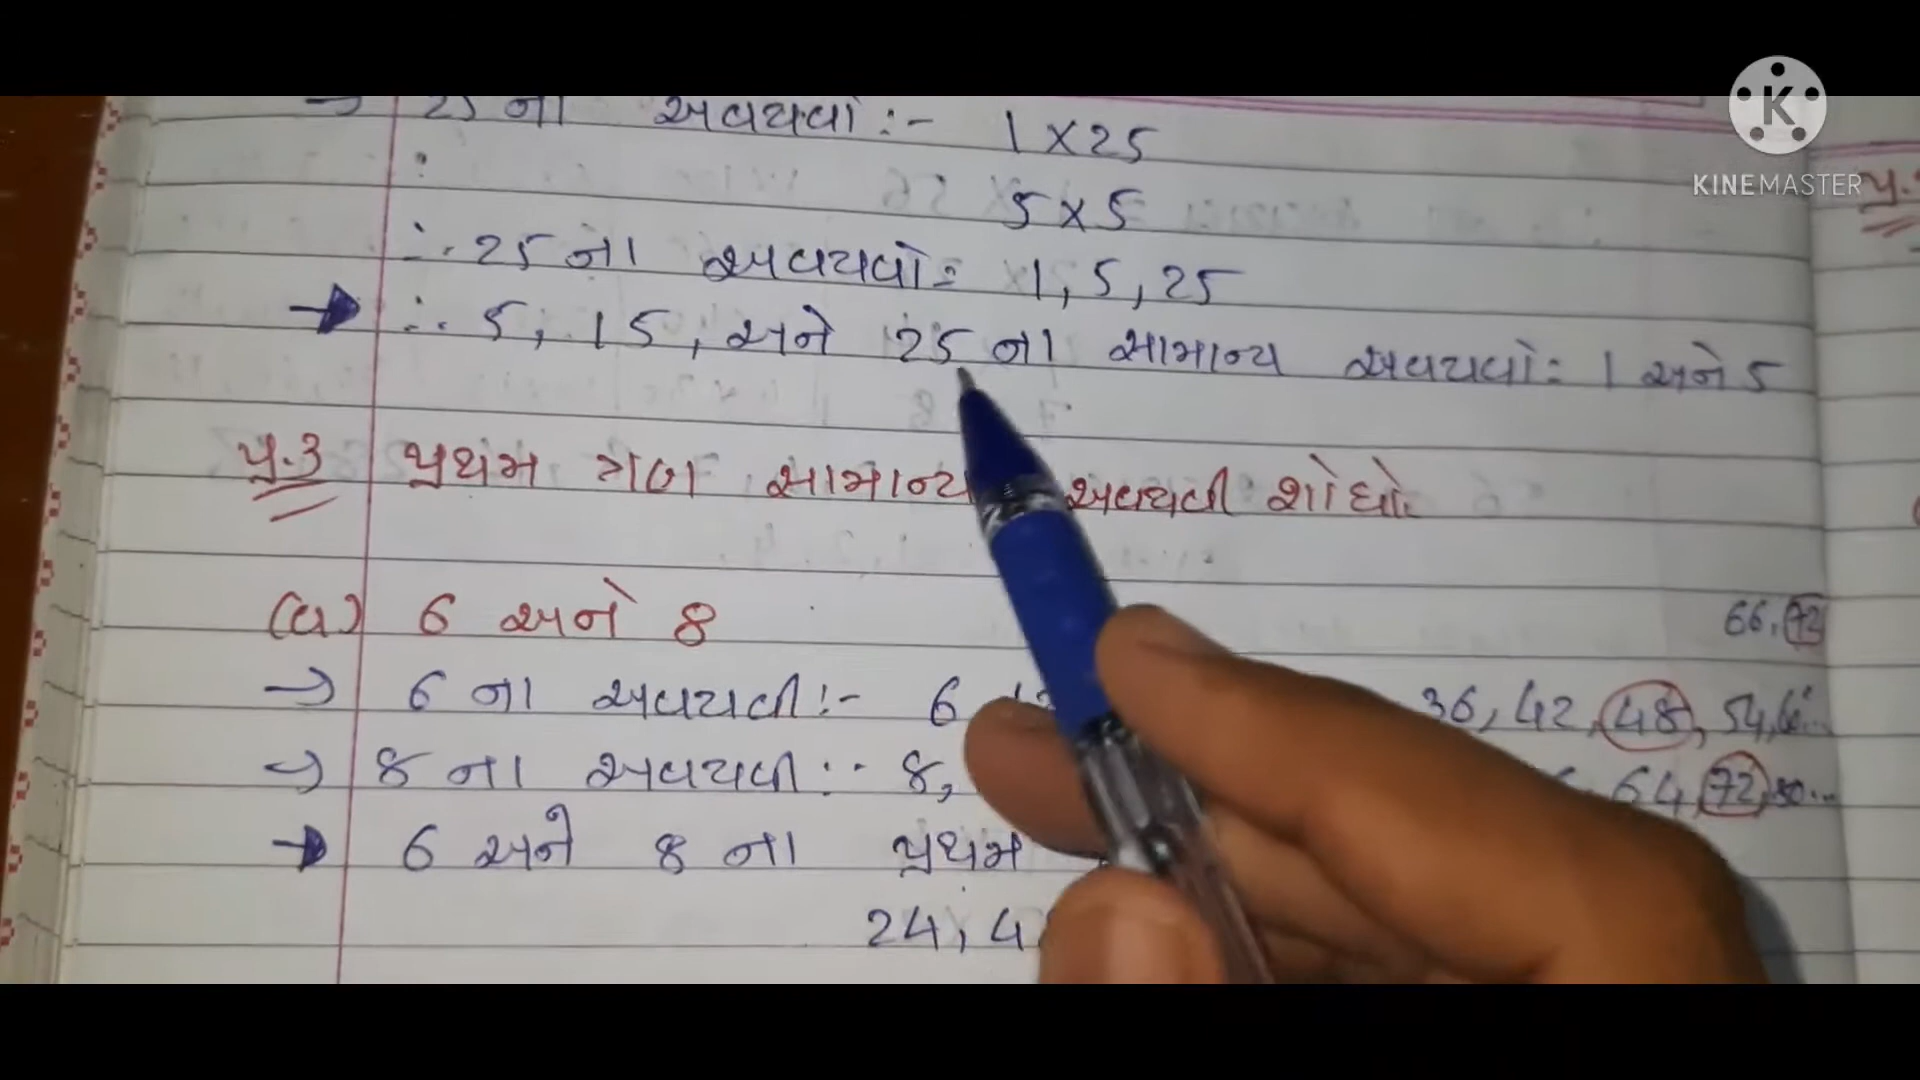 25 ના અવયવો :- 1 × 25
5 × 5
∴ 25 ના અવયવો = 1, 5, 25
→ ∴ 5, 15, અને 25 ના સામાન્ય અવયવો = 1 અને 5
પ્ર.3 પ્રથમ ત્રણ સામાન્ય અવયવી શોધો.
6 અને 8
66, 72
→ 6 ના અવયવી :- 6 36, 42, 48, 54,
→ 8 ના અવયવી :- 8, 64, 72, 80...
→ 6 અને 8 ના પ્રથમ
24,
K
KINEMASTER